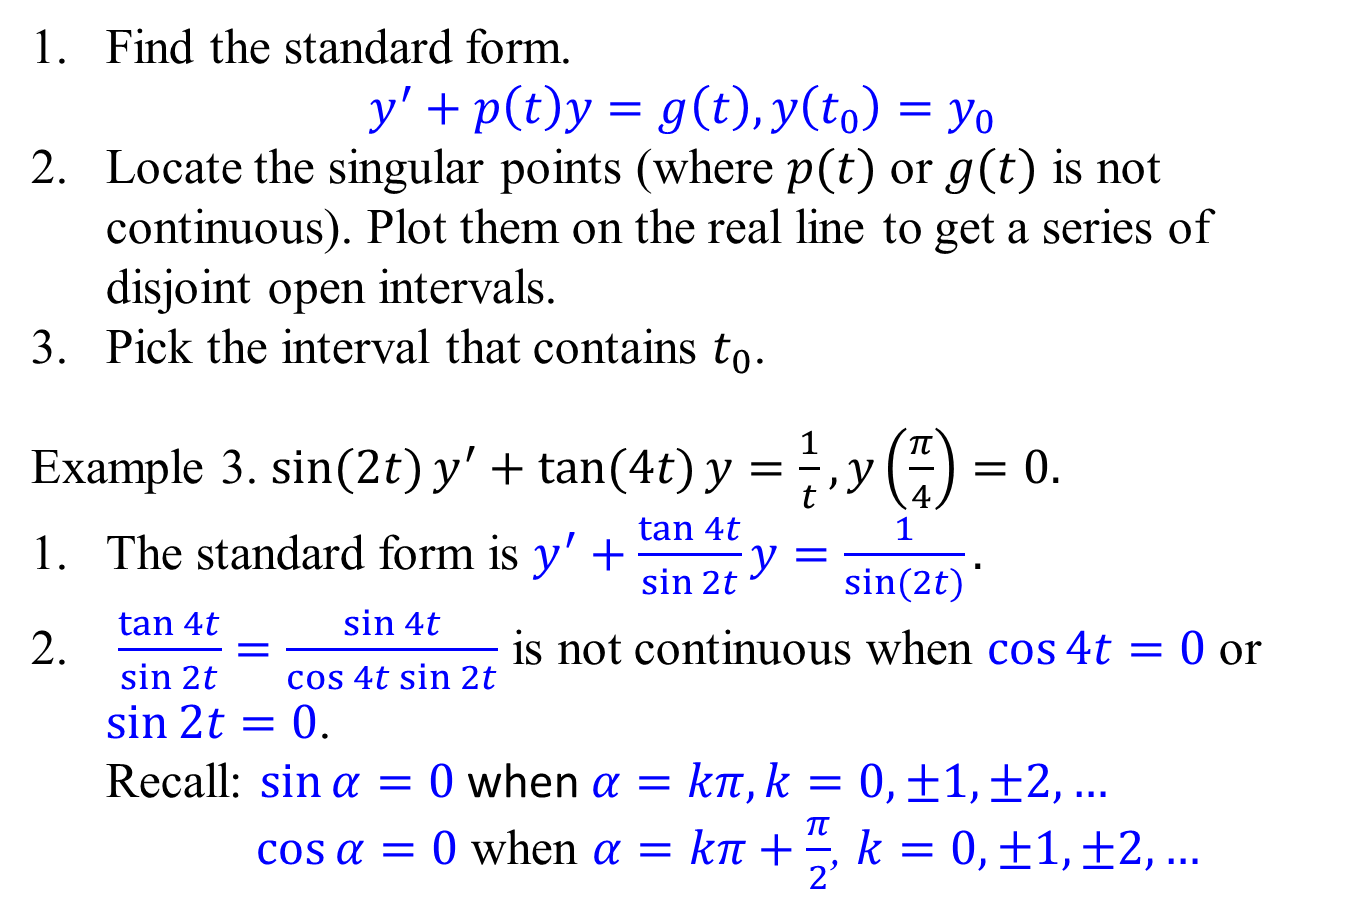 1. Find the standard form.
y′ + p(t)y = g(t), y(t₀) = y₀
2. Locate the singular points (where p(t) or g(t) is not
continuous). Plot them on the real line to get a series of
disjoint open intervals.
3. Pick the interval that contains t₀.
Example 3. sin(2t) y′ + tan(4t) y = 1/t, y(π/4) = 0.
1. The standard form is y′ + (tan 4t)/(sin 2t) y = 1/(sin(2t)).
2. (tan 4t)/(sin 2t) = (sin 4t)/(cos 4t sin 2t) is not continuous when cos 4t = 0 or
sin 2t = 0.
Recall: sin α = 0 when α = kπ, k = 0, ±1, ±2, …
cos α = 0 when α = kπ + π/2, k = 0, ±1, ±2, …